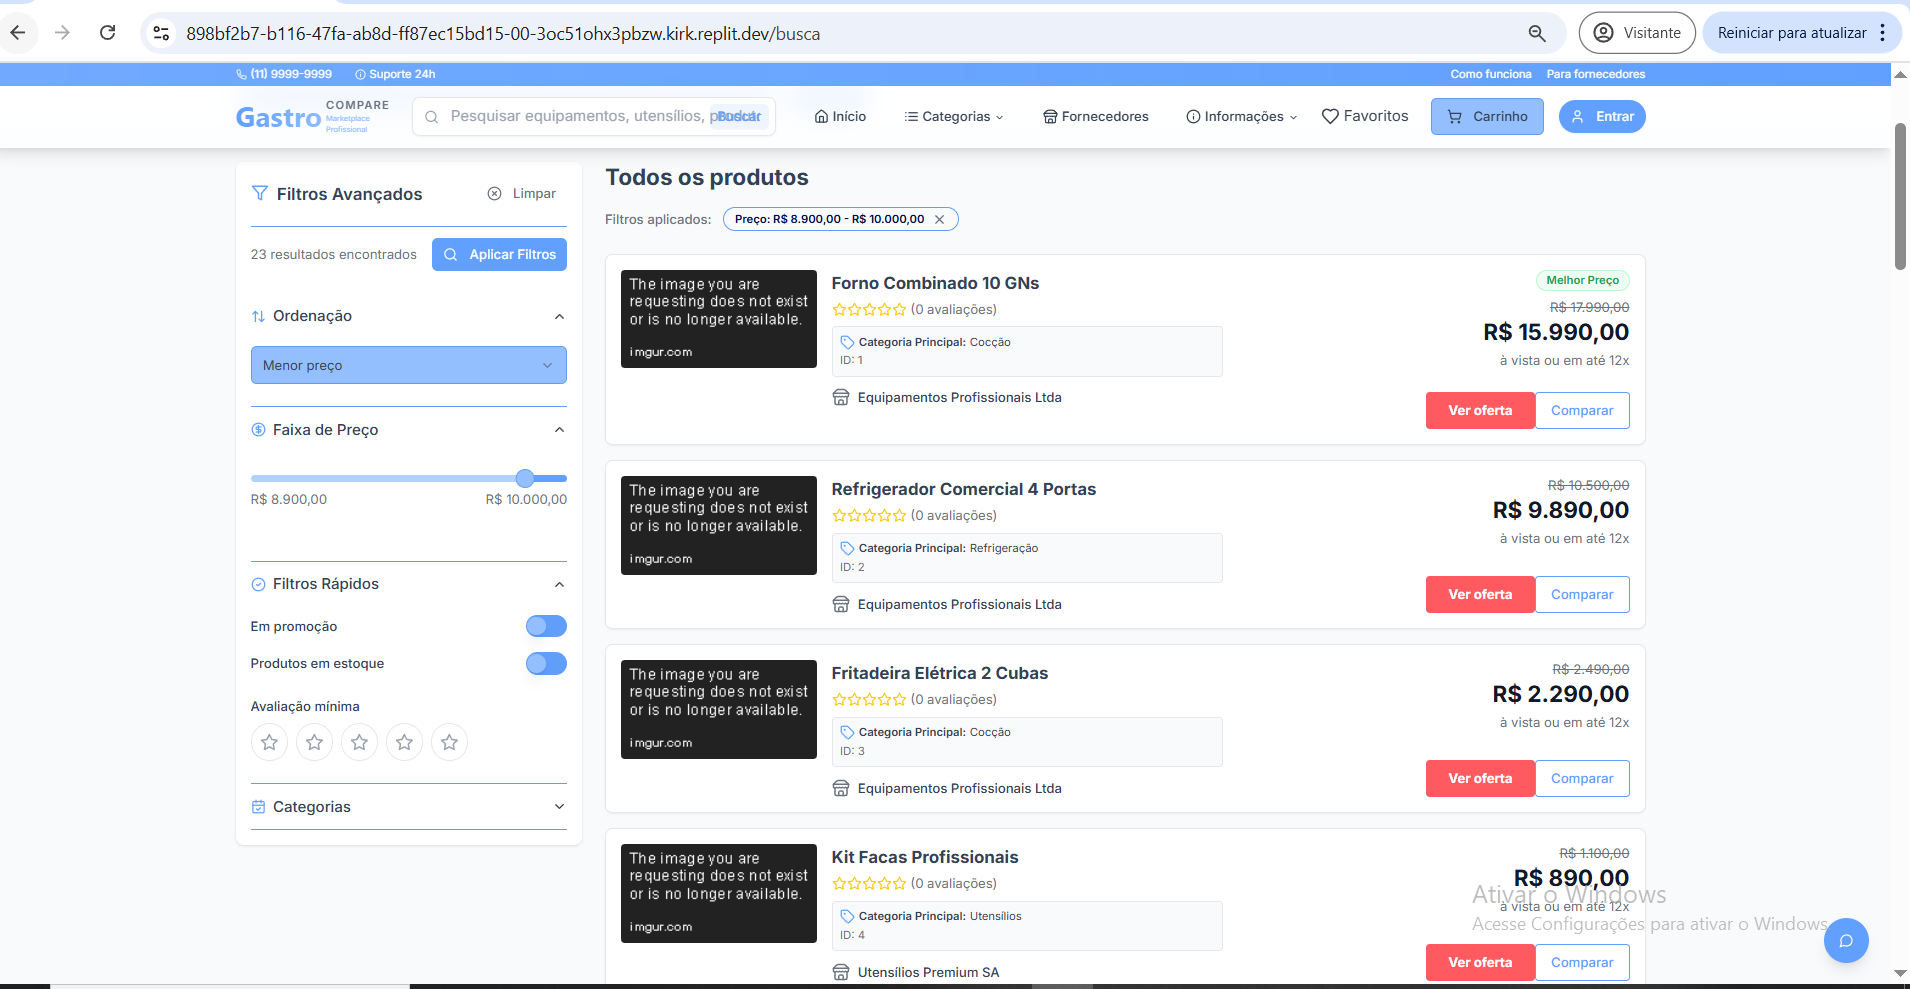 898bf2b7-b116-47fa-ab8d-ff87ec15bd15-00-3oc51ohx3pbzw.kirk.replit.dev/busca
Visitante
Reiniciar para atualizar
(11) 9999-9999
Suporte 24h
Como funciona
Para fornecedores
Gastro
COMPARE
Marketplace
Profissional
Pesquisar equipamentos, utensílios,
Buscar
Início
Categorias
Fornecedores
Informações
Favoritos
Carrinho
Entrar
Filtros Avançados
Limpar
23 resultados encontrados
Aplicar Filtros
Ordenação
Menor preço
Faixa de Preço
R$ 8.900,00
R$ 10.000,00
Filtros Rápidos
Em promoção
Produtos em estoque
Avaliação mínima
Categorias
Todos os produtos
Filtros aplicados:
Preço: R$ 8.900,00 - R$ 10.000,00
The image you are
requesting does not exist
or is no longer available.
imgur.com
Forno Combinado 10 GNs
(0 avaliações)
Categoria Principal: Cocção
ID: 1
Equipamentos Profissionais Ltda
Melhor Preço
R$ 17.990,00
R$ 15.990,00
à vista ou em até 12x
Ver oferta
Comparar
The image you are
requesting does not exist
or is no longer available.
imgur.com
Refrigerador Comercial 4 Portas
(0 avaliações)
Categoria Principal: Refrigeração
ID: 2
Equipamentos Profissionais Ltda
R$ 10.500,00
R$ 9.890,00
à vista ou em até 12x
Ver oferta
Comparar
The image you are
requesting does not exist
or is no longer available.
imgur.com
Fritadeira Elétrica 2 Cubas
(0 avaliações)
Categoria Principal: Cocção
ID: 3
Equipamentos Profissionais Ltda
R$ 2.490,00
R$ 2.290,00
à vista ou em até 12x
Ver oferta
Comparar
The image you are
requesting does not exist
or is no longer available.
imgur.com
Kit Facas Profissionais
(0 avaliações)
Categoria Principal: Utensílios
ID: 4
Utensílios Premium SA
R$ 1.100,00
R$ 890,00
à vista ou em até 12x
Ver oferta
Comparar
Ativar o Windows
Acesse Configurações para ativar o Windows.